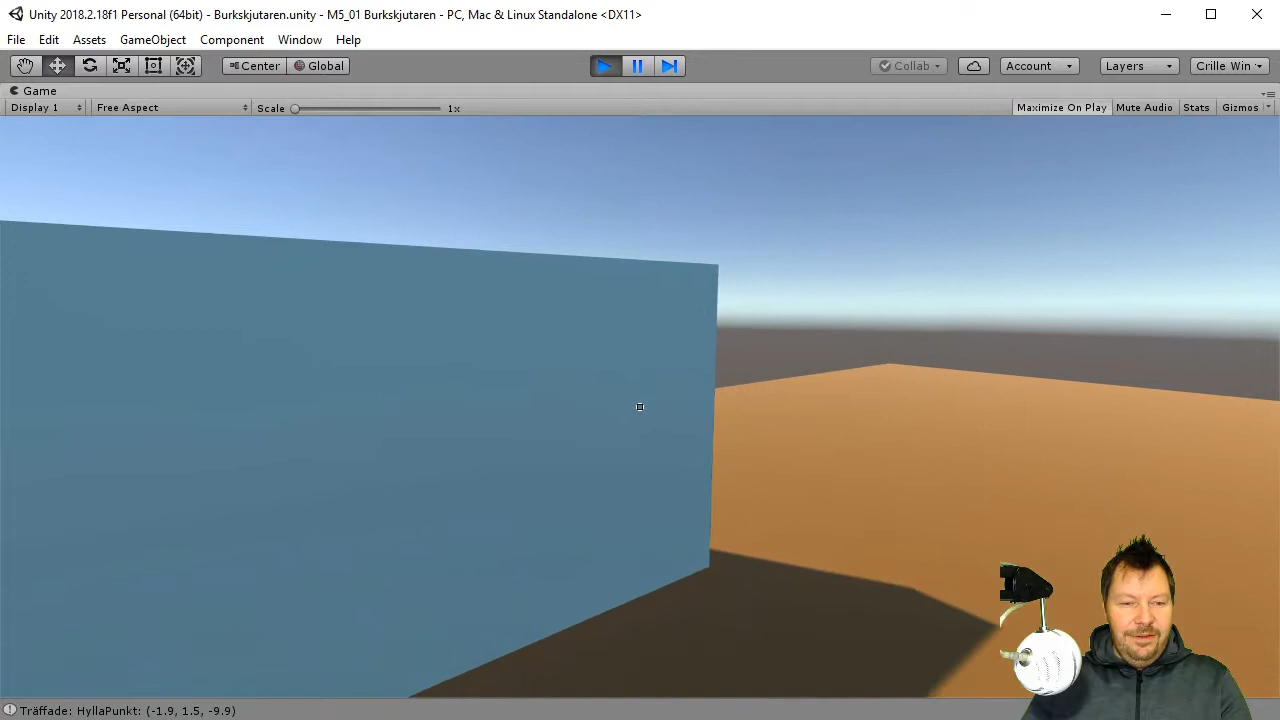 Unity 2018.2.18f1 Personal (64bit) - Burkskjutaren.unity - M5_01 Burkskjutaren - PC, Mac & Linux Standalone <DX11>
File Edit Assets GameObject Component Window Help
Center Global Collab Account Layers Crille Win
Game
Display 1 Free Aspect Scale 1x Maximize On Play Mute Audio Stats Gizmos
Träffade: HyllaPunkt: (-1.9, 1.5, -9.9)